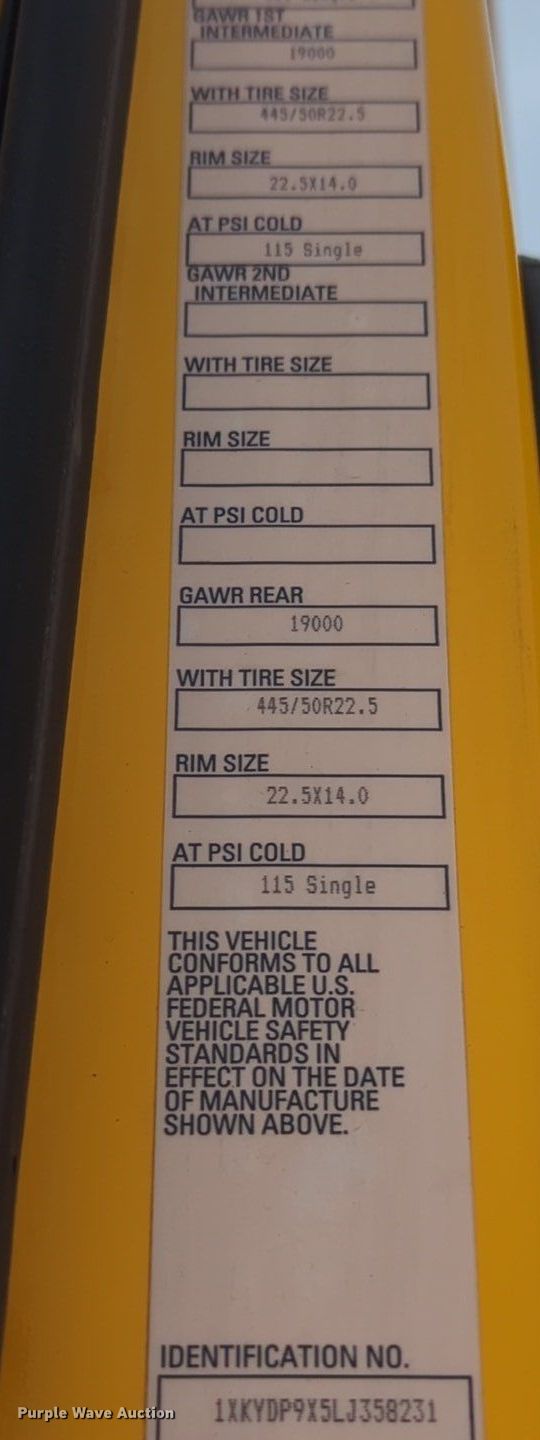 GAWR 1ST
INTERMEDIATE
19000
WITH TIRE SIZE
445/50R22.5
RIM SIZE
22.5X14.0
AT PSI COLD
115 Single
GAWR 2ND
INTERMEDIATE
WITH TIRE SIZE
RIM SIZE
AT PSI COLD
GAWR REAR
19000
WITH TIRE SIZE
445/50R22.5
RIM SIZE
22.5X14.0
AT PSI COLD
115 Single
THIS VEHICLE
CONFORMS TO ALL
APPLICABLE U.S.
FEDERAL MOTOR
VEHICLE SAFETY
STANDARDS IN
EFFECT ON THE DATE
OF MANUFACTURE
SHOWN ABOVE.
IDENTIFICATION NO.
1XKYDP9X5LJ358231
Purple Wave Auction